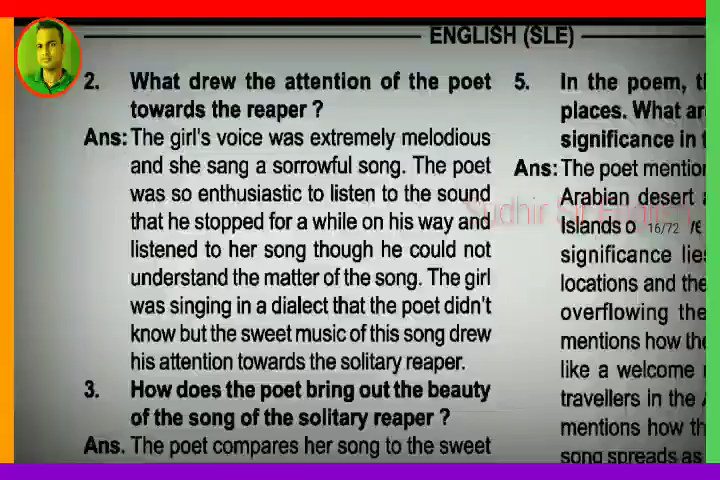 ENGLISH (SLE)
2. What drew the attention of the poet
towards the reaper ?
Ans: The girl's voice was extremely melodious
and she sang a sorrowful song. The poet
was so enthusiastic to listen to the sound
that he stopped for a while on his way and
listened to her song though he could not
understand the matter of the song. The girl
was singing in a dialect that the poet didn't
know but the sweet music of this song drew
his attention towards the solitary reaper.
3. How does the poet bring out the beauty
of the song of the solitary reaper ?
Ans. The poet compares her song to the sweet
5. In the poem,
places. What
significance in
Ans: The poet
Arabian desert
Sudhir Sir
Islands
16/72
significance
locations and the
overflowing the
mentions how
like a welcome
travellers in the
mentions how
song spreads as